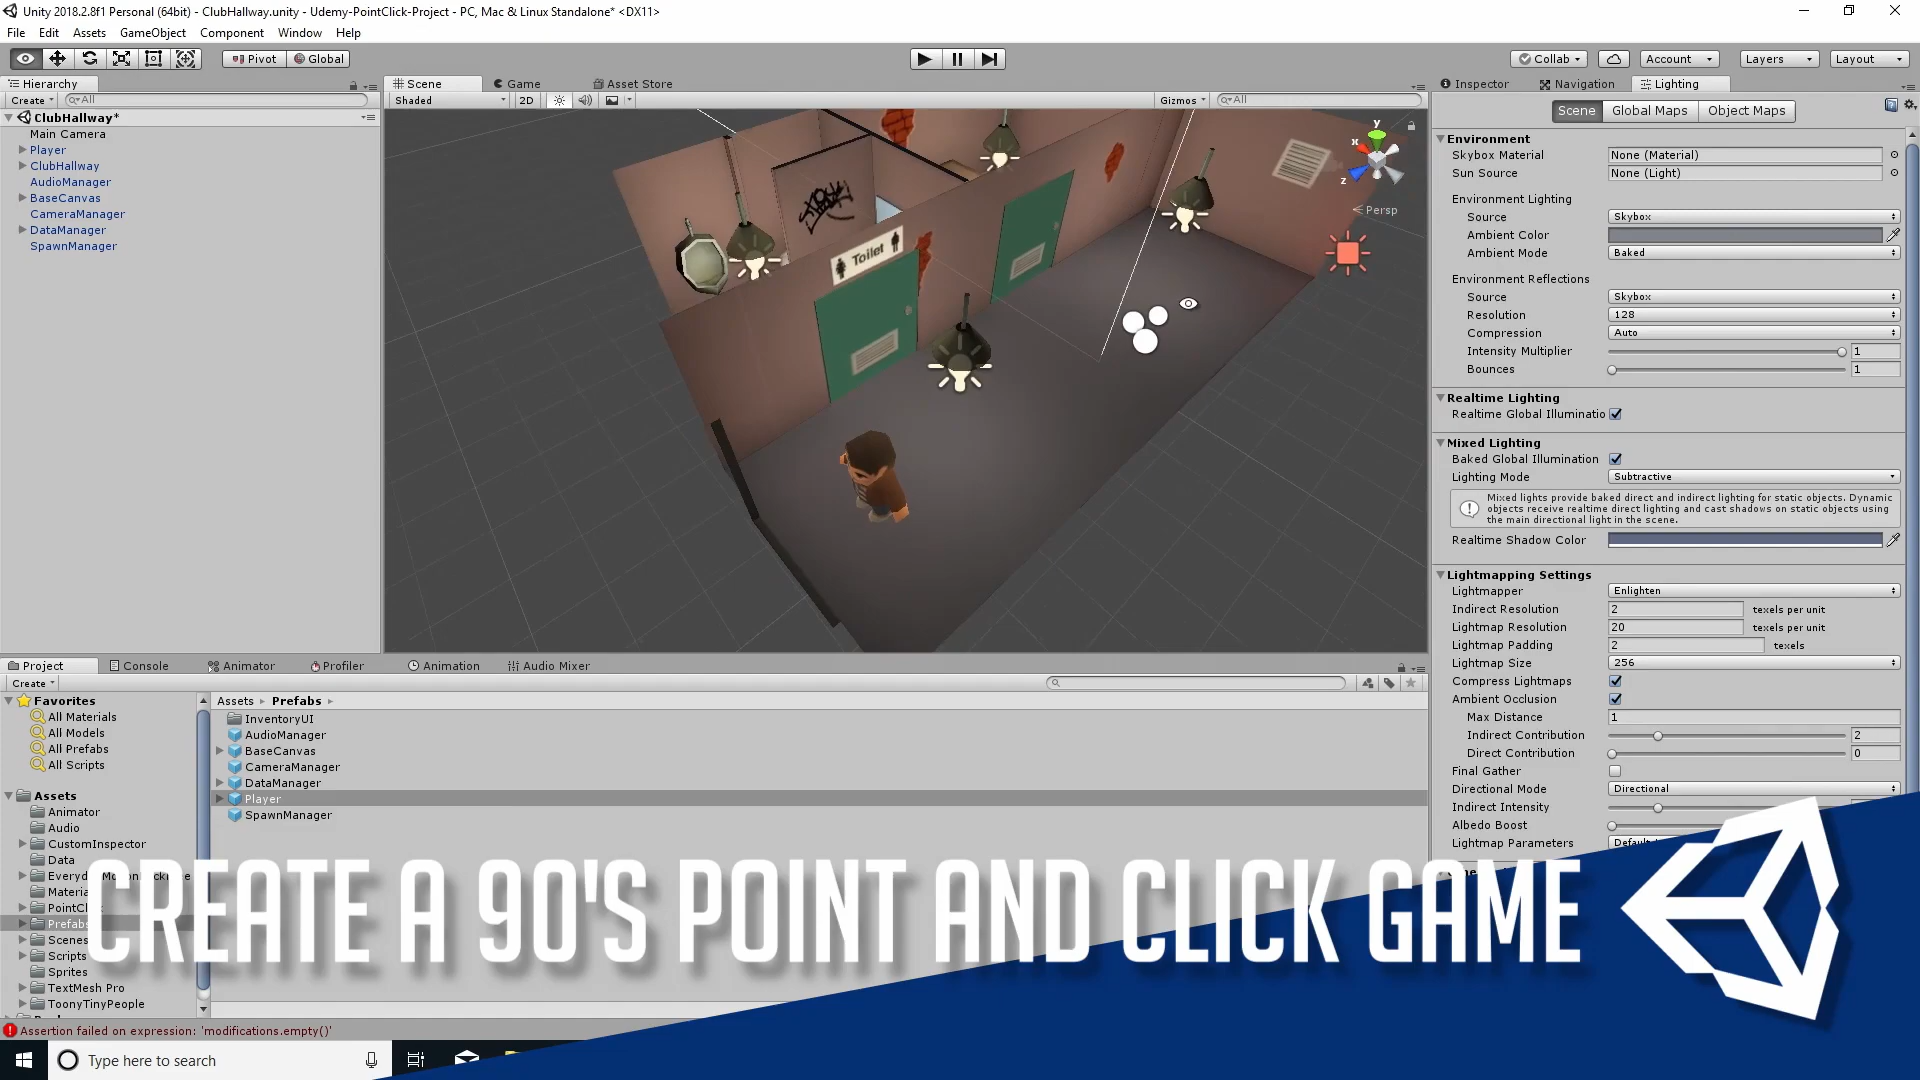 Unity 2018.2.8f1 Personal (64bit) - ClubHallway.unity - Udemy-PointClick-Project - PC, Mac & Linux Standalone* <DX11>
File Edit Assets GameObject Component Window Help
Pivot Global
Collab Account Layers Layout
Hierarchy
Create All
ClubHallway*
Main Camera
Player
ClubHallway
AudioManager
BaseCanvas
CameraManager
DataManager
SpawnManager
Scene Game Asset Store
Shaded 2D Gizmos All
y
x
z
Persp
Toilet
Inspector Navigation Lighting
Scene Global Maps Object Maps
Environment
Skybox Material None (Material)
Sun Source None (Light)
Environment Lighting
Source Skybox
Ambient Color
Ambient Mode Baked
Environment Reflections
Source Skybox
Resolution 128
Compression Auto
Intensity Multiplier 1
Bounces 1
Realtime Lighting
Realtime Global Illuminatio
Mixed Lighting
Baked Global Illumination
Lighting Mode Subtractive
Mixed lights provide baked direct and indirect lighting for static objects. Dynamic
objects receive realtime direct lighting and cast shadows on static objects using
the main directional light in the scene.
Realtime Shadow Color
Lightmapping Settings
Lightmapper Enlighten
Indirect Resolution 2 texels per unit
Lightmap Resolution 20 texels per unit
Lightmap Padding 2 texels
Lightmap Size 256
Compress Lightmaps
Ambient Occlusion
Max Distance 1
Indirect Contribution 2
Direct Contribution 0
Final Gather
Directional Mode Directional
Indirect Intensity
Albedo Boost
Lightmap Parameters
Project Console Animator Profiler Animation Audio Mixer
Create
Favorites
All Materials
All Models
All Prefabs
All Scripts
Assets
Animator
Audio
CustomInspector
Data
Prefabs
Scenes
Scripts
Sprites
TextMesh Pro
ToonyTinyPeople
Assets Prefabs
InventoryUI
AudioManager
BaseCanvas
CameraManager
DataManager
Player
SpawnManager
CREATE A 90'S POINT AND CLICK GAME
Assertion failed on expression: 'modifications.empty()'
Type here to search